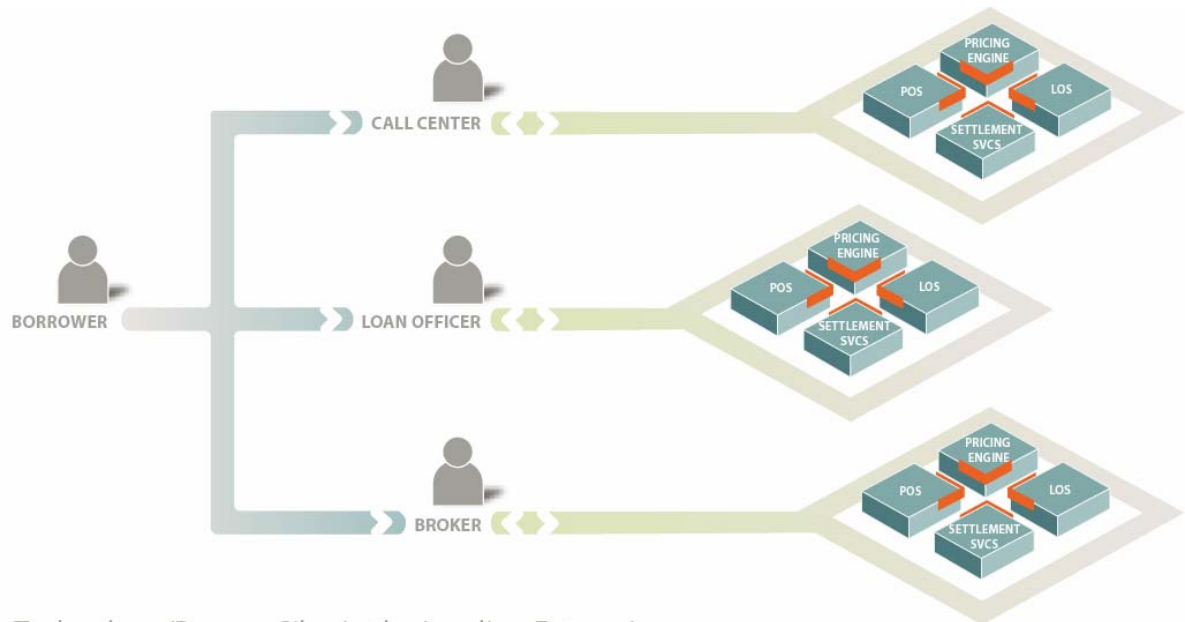 PRICING
ENGINE
POS
LOS
SETTLEMENT
SVCS
CALL CENTER
PRICING
ENGINE
POS
LOS
SETTLEMENT
SVCS
BORROWER
LOAN OFFICER
PRICING
ENGINE
POS
LOS
SETTLEMENT
SVCS
BROKER